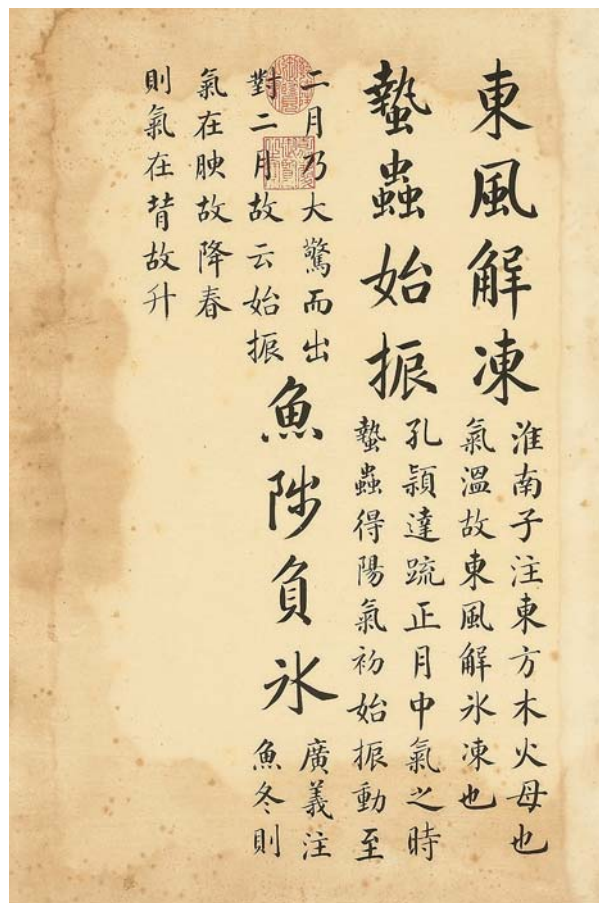 東風解凍
淮南子注東方木火母也
氣溫故東風解氷凍也
蟄蟲始振
孔頴達疏正月中氣之時
蟄蟲得陽氣初始振動至
二月乃大驚而出
對二月故云始振
魚陟負氷
廣義注
魚冬則
氣在腴故降春
則氣在背故升